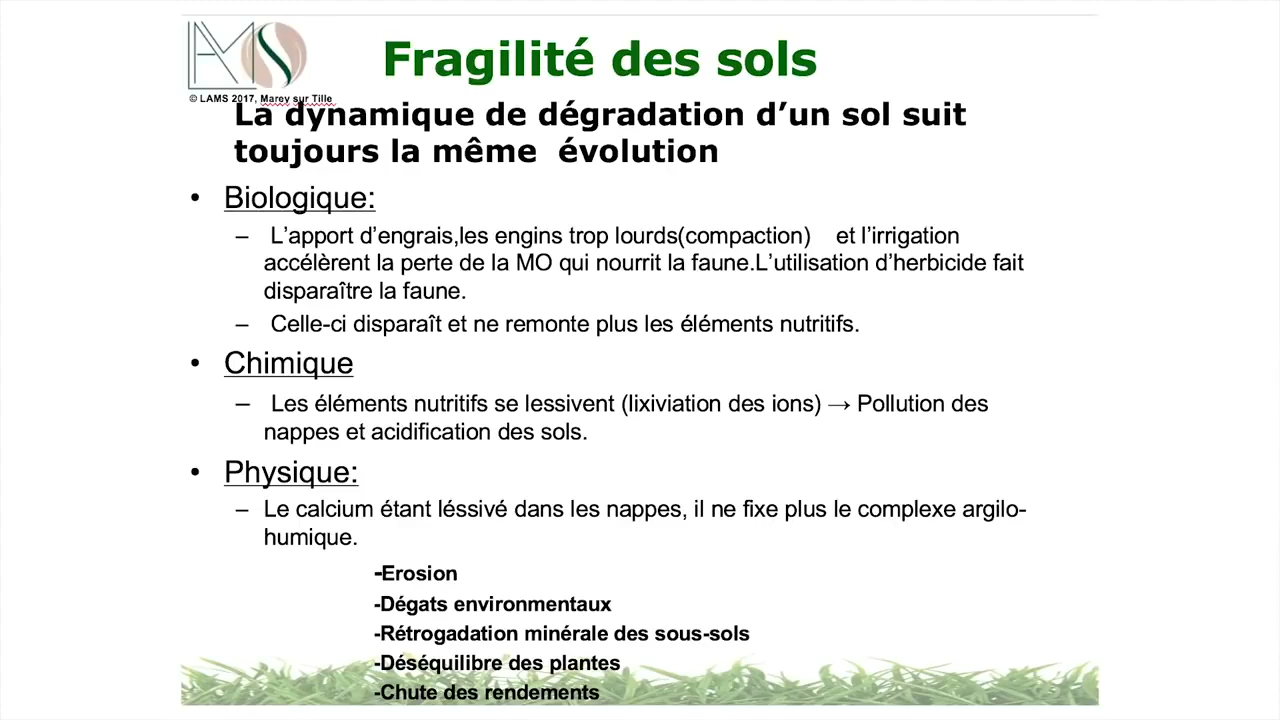 LAMS
© LAMS 2017, Marey sur Tille
Fragilité des sols
La dynamique de dégradation d’un sol suit
toujours la même évolution
• Biologique:
– L’apport d’engrais,les engins trop lourds(compaction) et l’irrigation
accélèrent la perte de la MO qui nourrit la faune.L’utilisation d’herbicide fait
disparaître la faune.
– Celle-ci disparaît et ne remonte plus les éléments nutritifs.
• Chimique
– Les éléments nutritifs se lessivent (lixiviation des ions) → Pollution des
nappes et acidification des sols.
• Physique:
– Le calcium étant léssivé dans les nappes, il ne fixe plus le complexe argilo-
humique.
-Erosion
-Dégats environmentaux
-Rétrogadation minérale des sous-sols
-Déséquilibre des plantes
-Chute des rendements